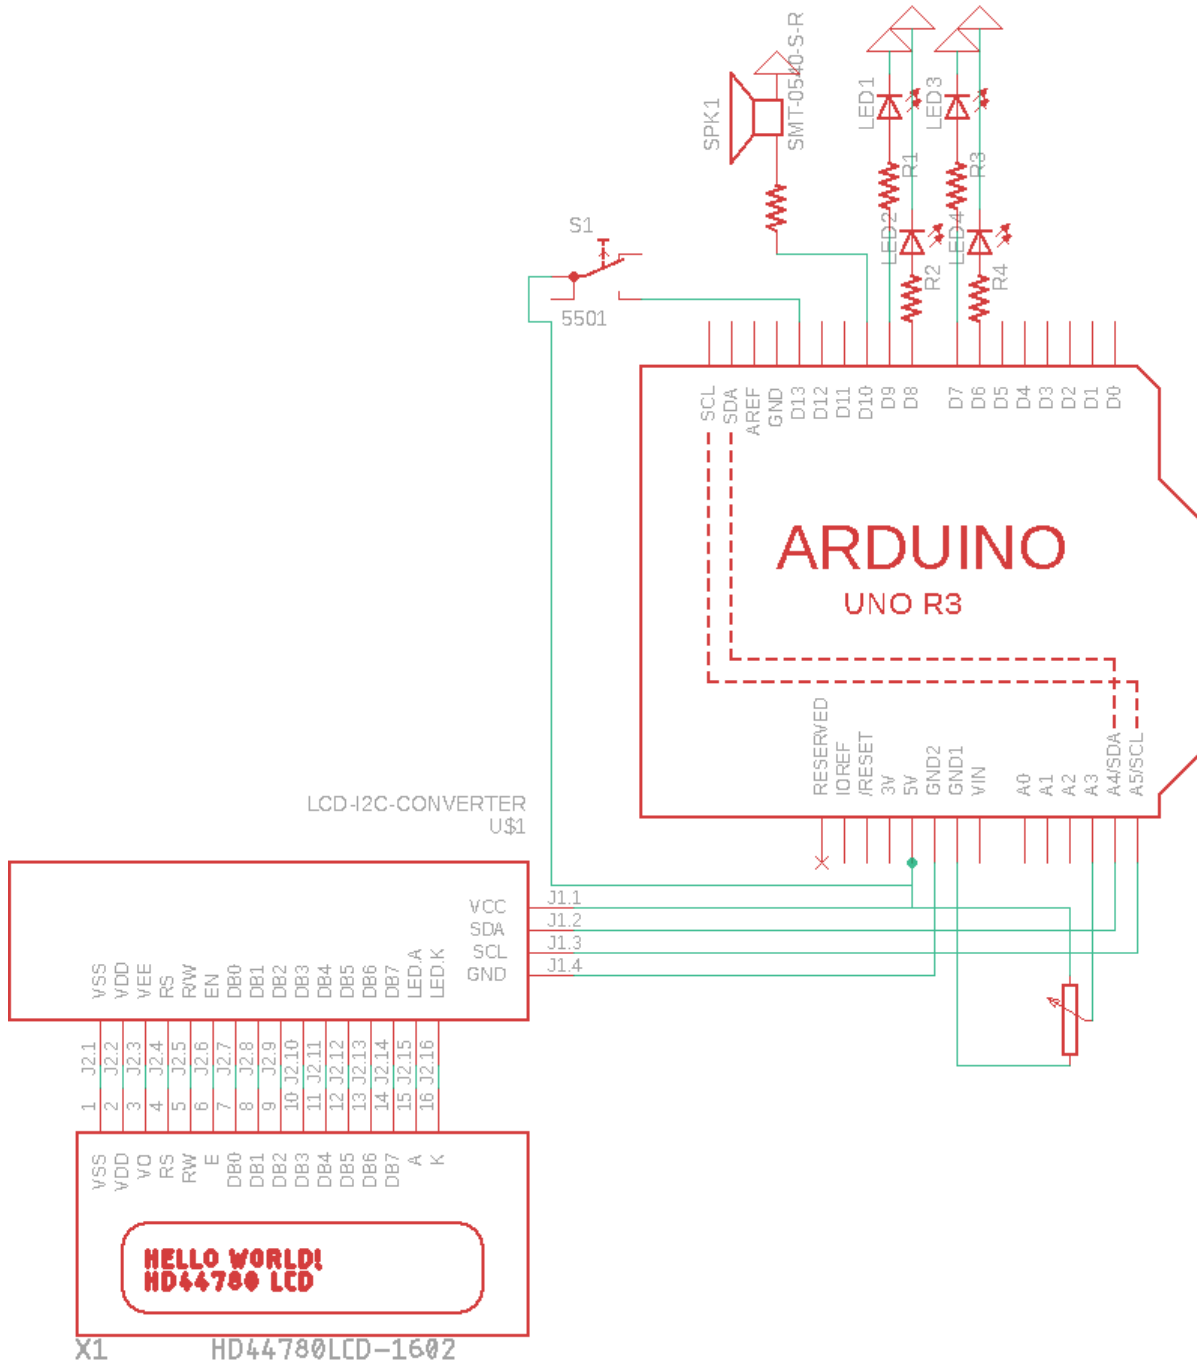 SPK1
SMT-0540-S-R
LED1
LED3
R1
R3
LED2
LED4
R2
R4
S1
5501
SCL
SDA
AREF
GND
D13
D12
D11
D10
D9
D8
D7
D6
D5
D4
D3
D2
D1
D0
ARDUINO
UNO R3
RESERVED
IOREF
/RESET
3V
5V
GND2
GND1
VIN
A0
A1
A2
A3
A4/SDA
A5/SCL
LCD-I2C-CONVERTER
U$1
VCC J1.1
SDA J1.2
SCL J1.3
GND J1.4
VSS
VDD
VEE
RS
R/W
EN
DB0
DB1
DB2
DB3
DB4
DB5
DB6
DB7
LED.A
LED.K
J2.1
J2.2
J2.3
J2.4
J2.5
J2.6
J2.7
J2.8
J2.9
J2.10
J2.11
J2.12
J2.13
J2.14
J2.15
J2.16
1
2
3
4
5
6
7
8
9
10
11
12
13
14
15
16
VSS
VDD
VO
RS
RW
E
DB0
DB1
DB2
DB3
DB4
DB5
DB6
DB7
A
K
HELLO WORLD!
HD44780 LCD
X1 HD44780LCD-1602